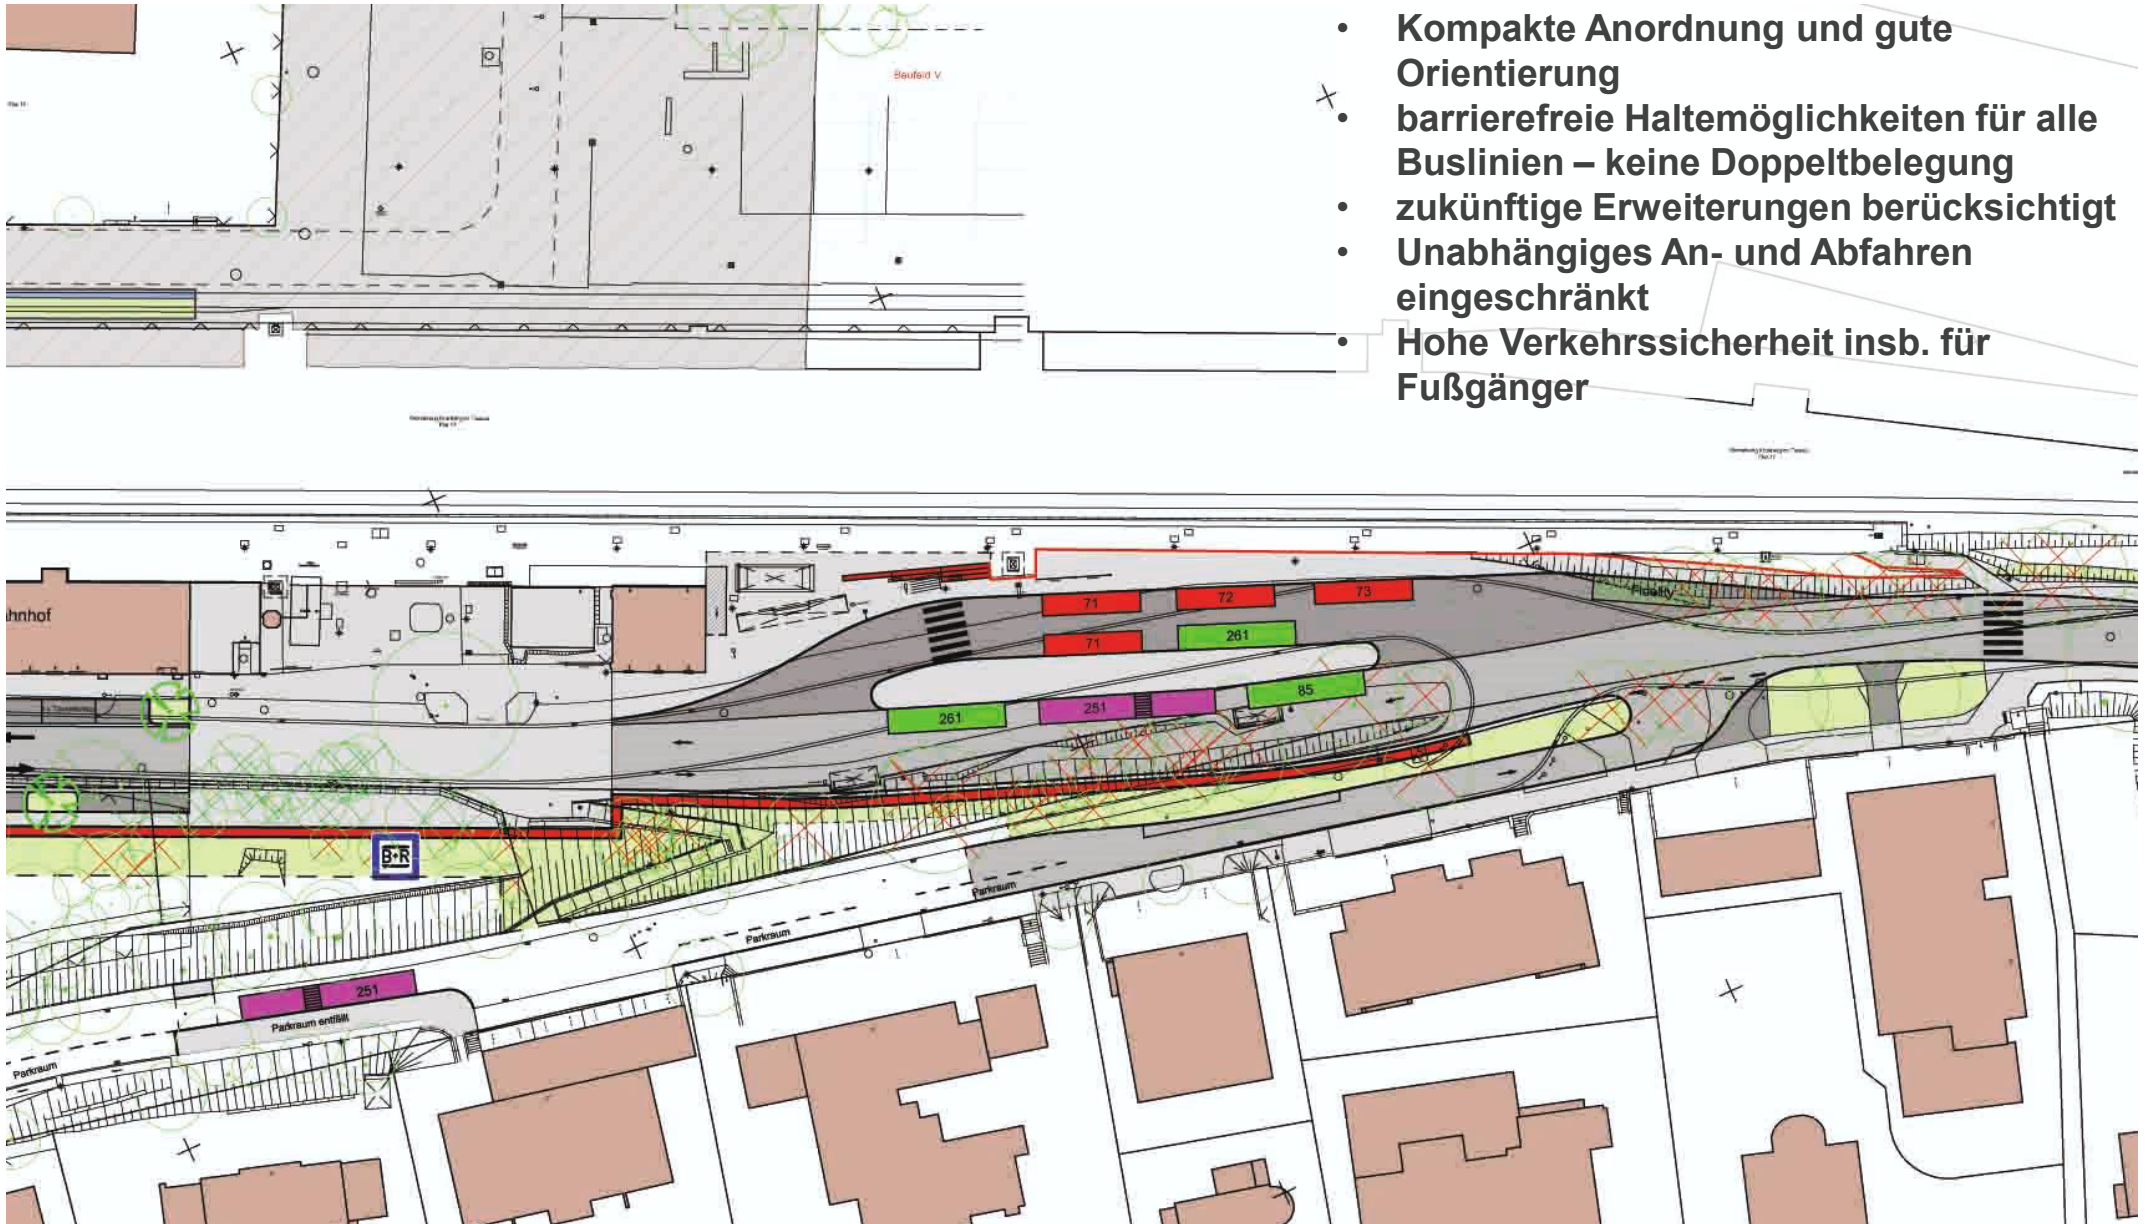 • Kompakte Anordnung und gute
Orientierung
• barrierefreie Haltemöglichkeiten für alle
Buslinien – keine Doppeltbelegung
• zukünftige Erweiterungen berücksichtigt
• Unabhängiges An- und Abfahren
eingeschränkt
• Hohe Verkehrssicherheit insb. für
Fußgänger
Baufeld V
ahnhof
71
72
73
71
261
261
251
85
B+R
Parkraum
Parkraum
251
Parkraum entfällt
Parkraum